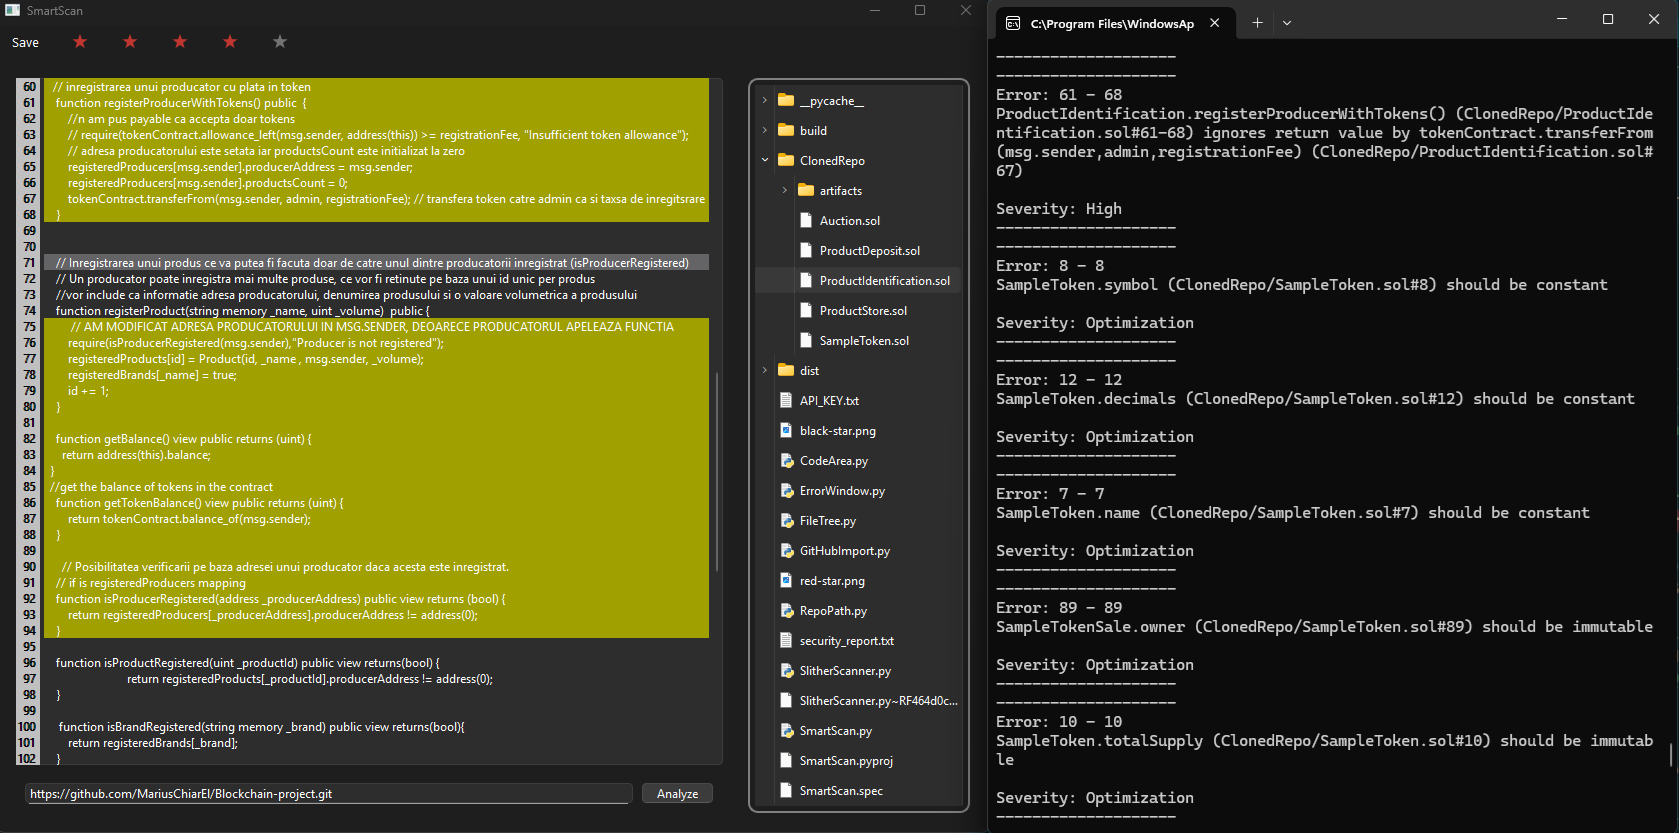 SmartScan
Save
60 // inregistrarea unui producator cu plata in token
61 function registerProducerWithTokens() public {
62 //n am pus payable ca accepta doar tokens
63 // require(tokenContract.allowance_left(msg.sender, address(this)) >= registrationFee, "Insufficient token allowance");
64 // adresa producatorului este setata iar productsCount este initializat la zero
65 registeredProducers[msg.sender].producerAddress = msg.sender;
66 registeredProducers[msg.sender].productsCount = 0;
67 tokenContract.transferFrom(msg.sender, admin, registrationFee); // transfera token catre admin ca si taxsa de inregitsrare
68 }
69
70
71 // Inregistrarea unui produs ce va putea fi facuta doar de catre unul dintre producatorii inregistrat (isProducerRegistered)
72 // Un producator poate inregistra mai multe produse, ce vor fi retinute pe baza unui id unic per produs
73 //vor include ca informatie adresa producatorului, denumirea produsului si o valoare volumetrica a produsului
74 function registerProduct(string memory _name, uint _volume) public {
75 // AM MODIFICAT ADRESA PRODUCATORULUI IN MSG.SENDER, DEOARECE PRODUCATORUL APELEAZA FUNCTIA
76 require(isProducerRegistered(msg.sender),"Producer is not registered");
77 registeredProducts[id] = Product(id, _name , msg.sender, _volume);
78 registeredBrands[_name] = true;
79 id += 1;
80 }
81
82 function getBalance() view public returns (uint) {
83 return address(this).balance;
84 }
85 //get the balance of tokens in the contract
86 function getTokenBalance() view public returns (uint) {
87 return tokenContract.balance_of(msg.sender);
88 }
89
90 // Posibilitatea verificarii pe baza adresei unui producator daca acesta este inregistrat.
91 // if is registeredProducers mapping
92 function isProducerRegistered(address _producerAddress) public view returns (bool) {
93 return registeredProducers[_producerAddress].producerAddress != address(0);
94 }
95
96 function isProductRegistered(uint _productId) public view returns(bool) {
97 return registeredProducts[_productId].producerAddress != address(0);
98 }
99
100 function isBrandRegistered(string memory _brand) public view returns(bool){
101 return registeredBrands[_brand];
102 }
https://github.com/MariusChiarEl/Blockchain-project.git
Analyze
__pycache__
build
ClonedRepo
artifacts
Auction.sol
ProductDeposit.sol
ProductIdentification.sol
ProductStore.sol
SampleToken.sol
dist
API_KEY.txt
black-star.png
CodeArea.py
ErrorWindow.py
FileTree.py
GitHubImport.py
red-star.png
RepoPath.py
security_report.txt
SlitherScanner.py
SlitherScanner.py~RF464d0c...
SmartScan.py
SmartScan.pyproj
SmartScan.spec
C:\Program Files\WindowsAp
--------------------
--------------------
Error: 61 - 68
ProductIdentification.registerProducerWithTokens() (ClonedRepo/ProductIde
ntification.sol#61-68) ignores return value by tokenContract.transferFrom
(msg.sender,admin,registrationFee) (ClonedRepo/ProductIdentification.sol#
67)
Severity: High
--------------------
--------------------
Error: 8 - 8
SampleToken.symbol (ClonedRepo/SampleToken.sol#8) should be constant
Severity: Optimization
--------------------
--------------------
Error: 12 - 12
SampleToken.decimals (ClonedRepo/SampleToken.sol#12) should be constant
Severity: Optimization
--------------------
--------------------
Error: 7 - 7
SampleToken.name (ClonedRepo/SampleToken.sol#7) should be constant
Severity: Optimization
--------------------
--------------------
Error: 89 - 89
SampleTokenSale.owner (ClonedRepo/SampleToken.sol#89) should be immutable
Severity: Optimization
--------------------
--------------------
Error: 10 - 10
SampleToken.totalSupply (ClonedRepo/SampleToken.sol#10) should be immutab
le
Severity: Optimization
--------------------